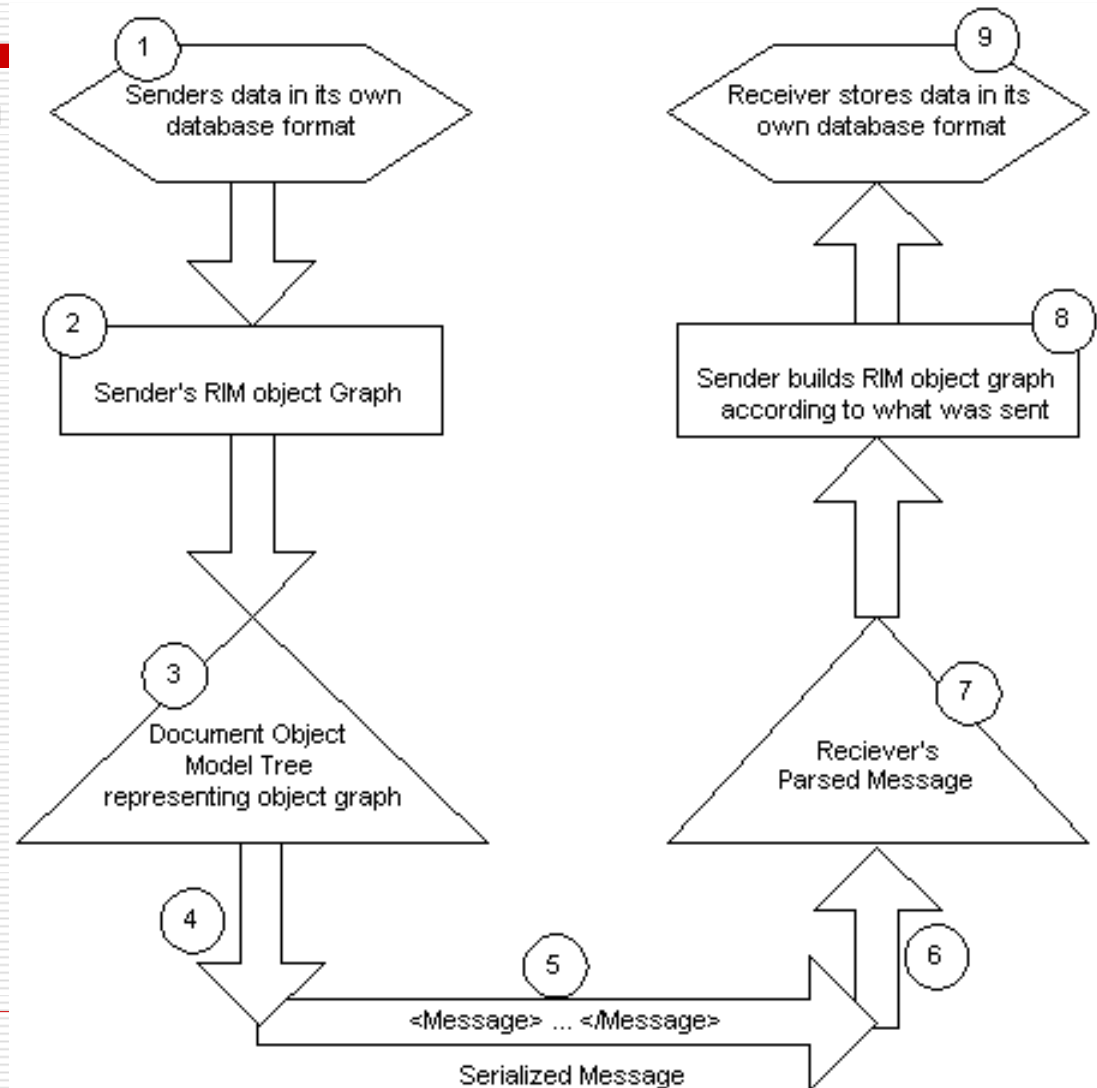 1
Senders data in its own
database format
2
Sender's RIM object Graph
3
Document Object
Model Tree
representing object graph
4
5
<Message> ... </Message>
Serialized Message
6
7
Reciever's
Parsed Message
8
Sender builds RIM object graph
according to what was sent
9
Receiver stores data in its
own database format